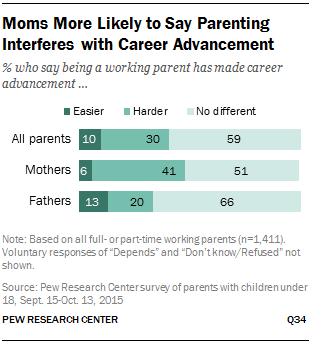 Moms More Likely to Say Parenting
Interferes with Career Advancement
% who say being a working parent has made career
advancement ...
Easier Harder No different
All parents 10 30 59
Mothers 6 41 51
Fathers 13 20 66
Note: Based on all full- or part-time working parents (n=1,411).
Voluntary responses of “Depends” and “Don’t know/Refused” not
shown.
Source: Pew Research Center survey of parents with children under
18, Sept. 15-Oct. 13, 2015
PEW RESEARCH CENTER Q34